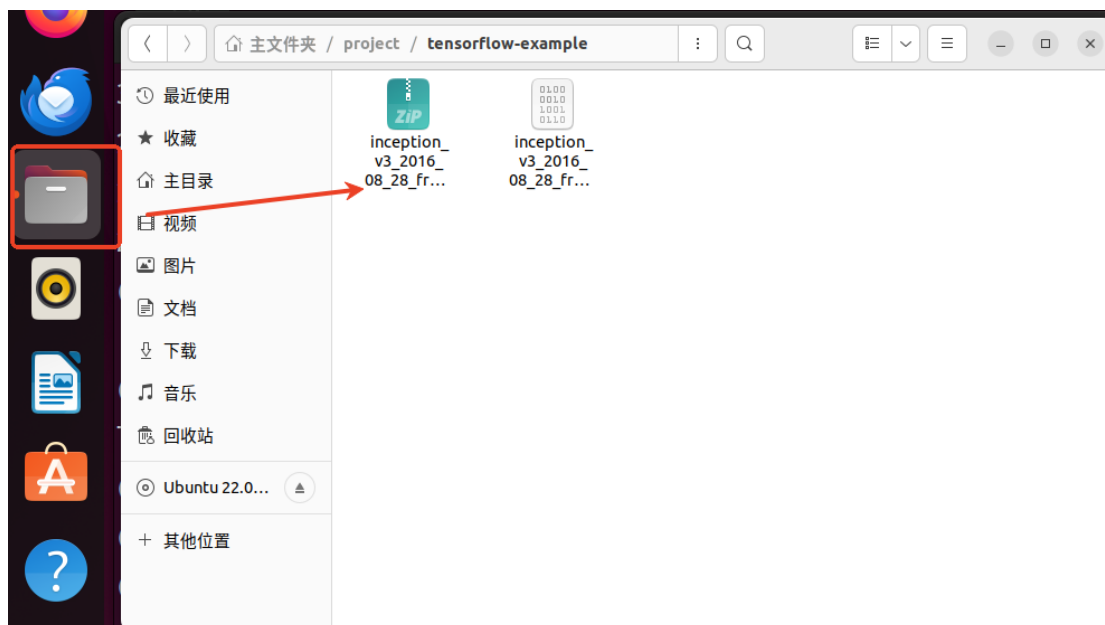 主文件夹 / project / tensorflow-example
最近使用
收藏
主目录
视频
图片
文档
下载
音乐
回收站
Ubuntu 22.0...
其他位置
ZiP
inception_
v3_2016_
08_28_fr...
0100
0010
1001
0110
inception_
v3_2016_
08_28_fr...
A
?